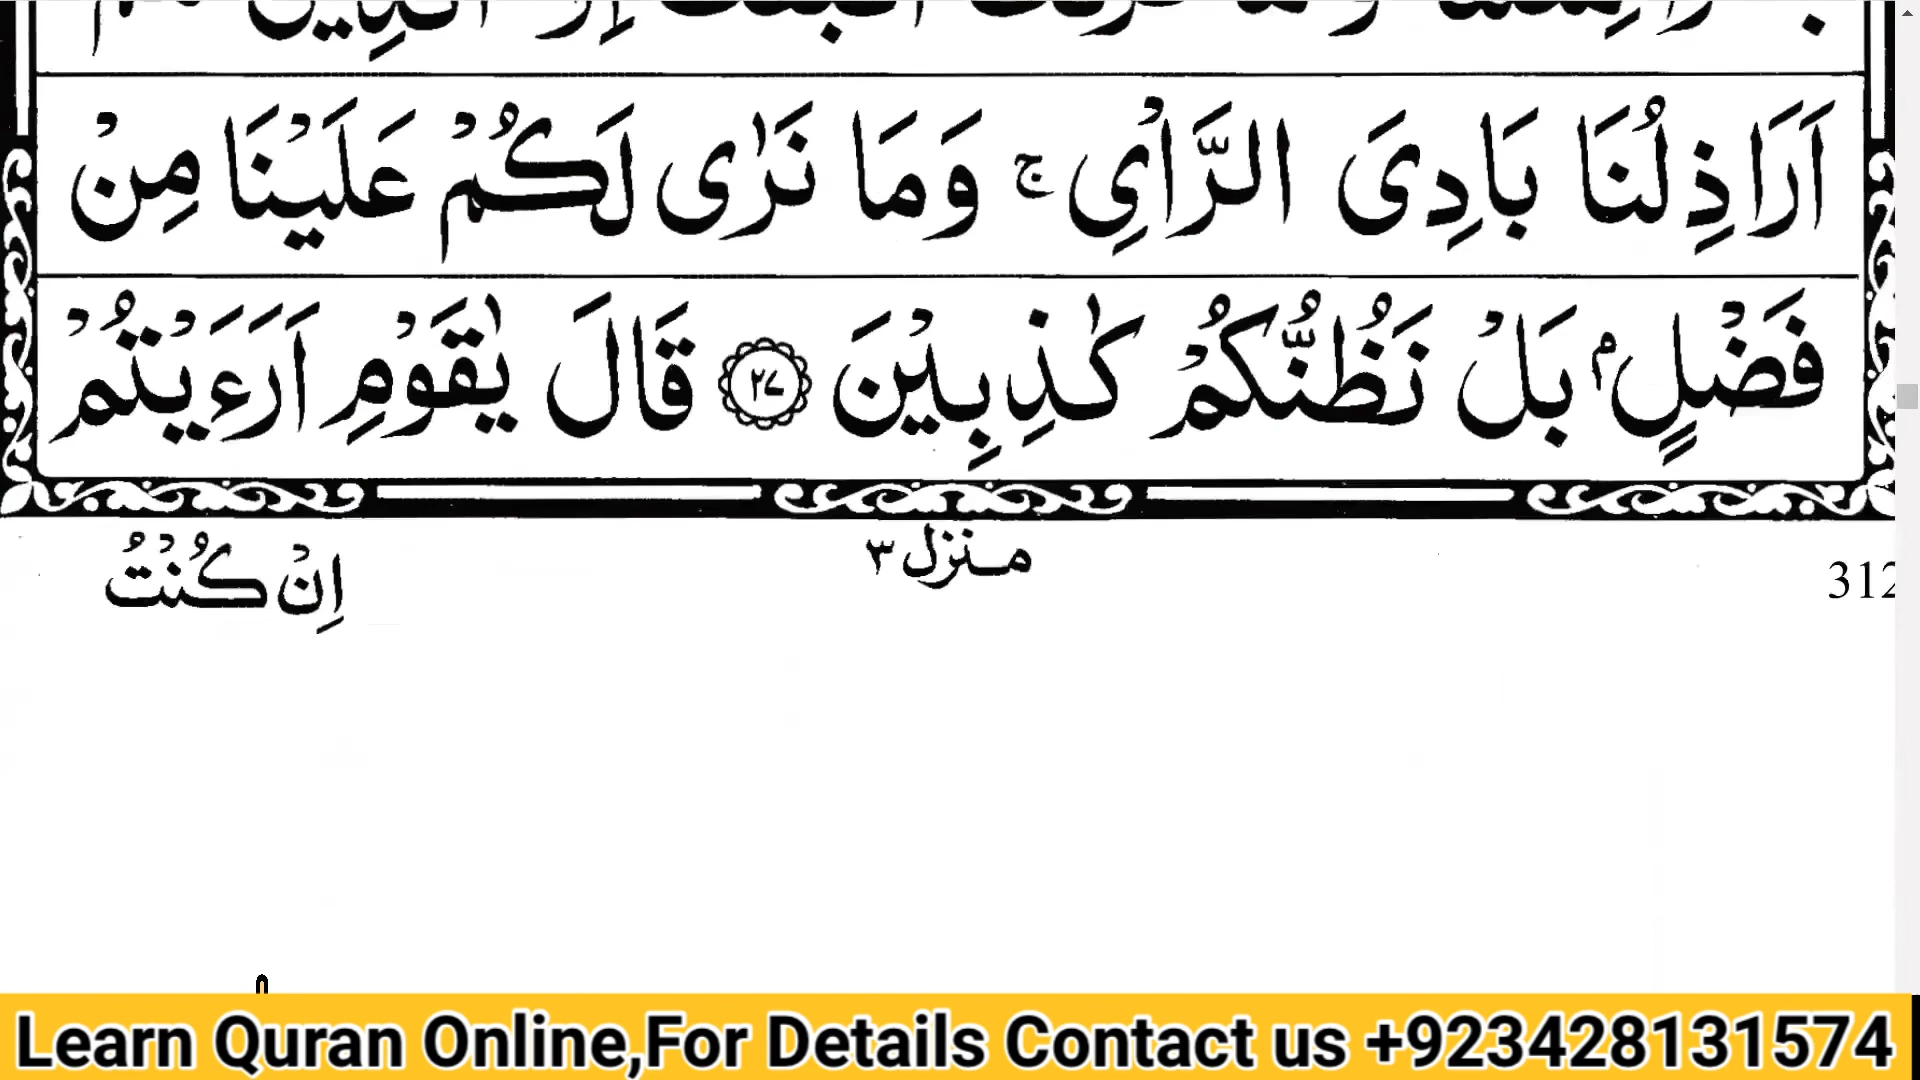 اَرَاذِلُنَا بَادِىَ الرَّاْىِ ۚ وَمَا نَرٰى لَكُمْ عَلَيْنَا مِنْ
فَضْلٍۭ بَلْ نَظُنُّكُمْ كٰذِبِيْنَ ﴿۲۷﴾ قَالَ يٰقَوْمِ اَرَءَيْتُمْ
اِنْ كُنْتُ
منزل ۳
312
Learn Quran Online,For Details Contact us +923428131574